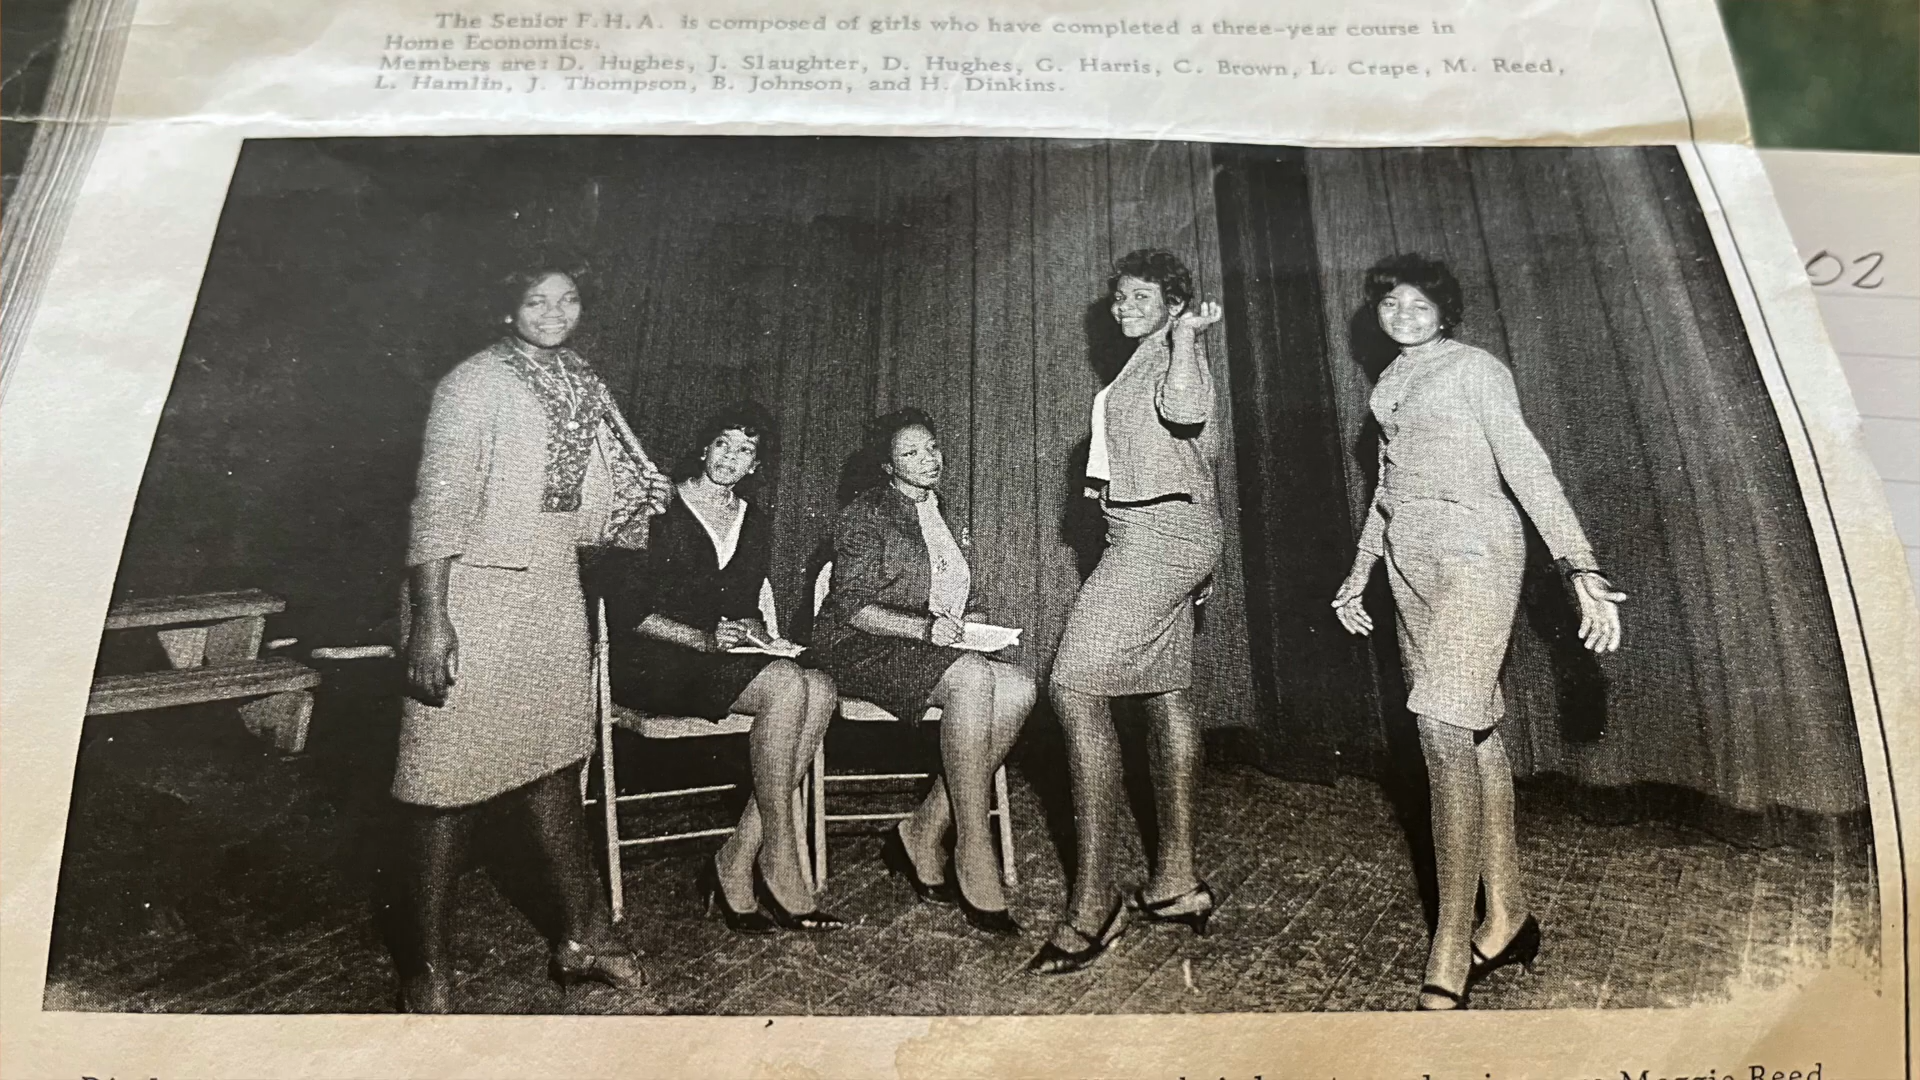 The Senior F.H.A. is composed of girls who have completed a three-year course in
Home Economics.
Members are: D. Hughes, J. Slaughter, D. Hughes, G. Harris, C. Brown, L. Crape, M. Reed,
L. Hamlin, J. Thompson, B. Johnson, and H. Dinkins.
02
Maggie Reed